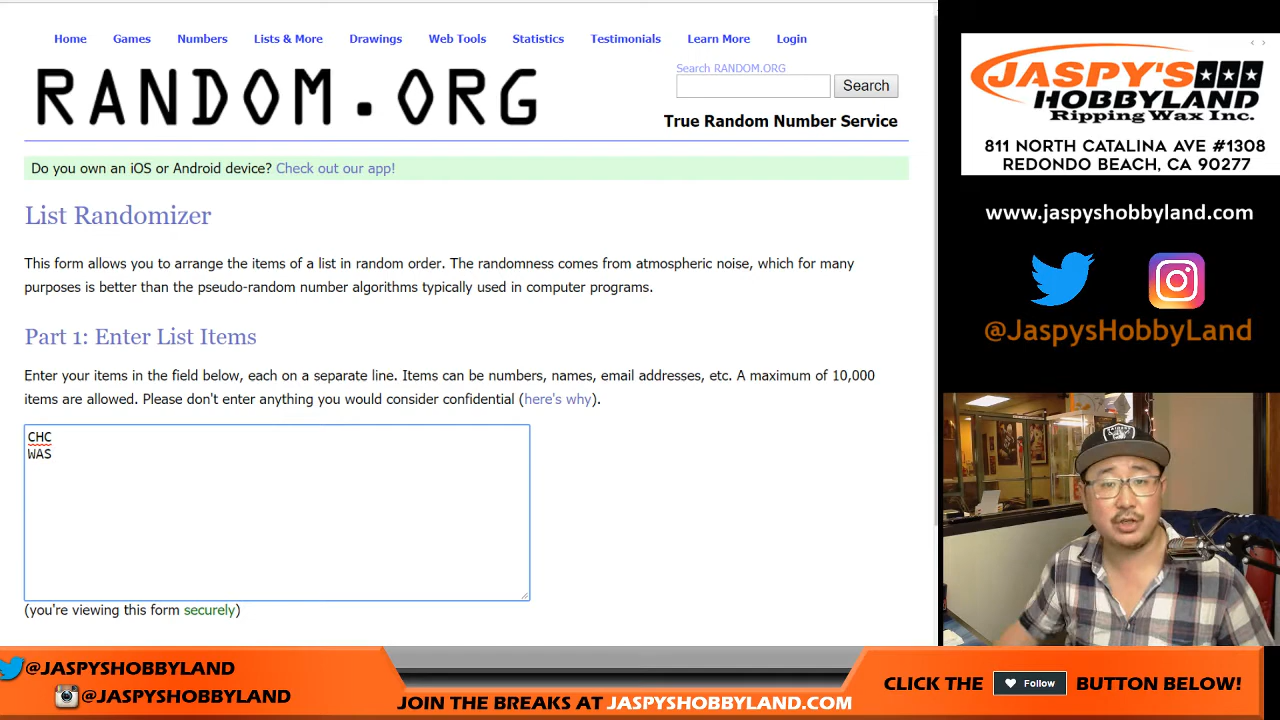 Home Games Numbers Lists & More Drawings Web Tools Statistics Testimonials Learn More Login
RANDOM.ORG
Search RANDOM.ORG
Search
True Random Number Service
Do you own an iOS or Android device? Check out our app!
List Randomizer
This form allows you to arrange the items of a list in random order. The randomness comes from atmospheric noise, which for many
purposes is better than the pseudo-random number algorithms typically used in computer programs.
Part 1: Enter List Items
Enter your items in the field below, each on a separate line. Items can be numbers, names, email addresses, etc. A maximum of 10,000
items are allowed. Please don't enter anything you would consider confidential (here's why).
CHC
WAS
(you're viewing this form securely)
JASPY'S
HOBBYLAND
Ripping Wax Inc.
811 NORTH CATALINA AVE #1308
REDONDO BEACH, CA 90277
www.jaspyshobbyland.com
@JaspysHobbyLand
RAIDERS
@JASPYSHOBBYLAND
@JASPYSHOBBYLAND
JOIN THE BREAKS AT JASPYSHOBBYLAND.COM
CLICK THE Follow BUTTON BELOW!